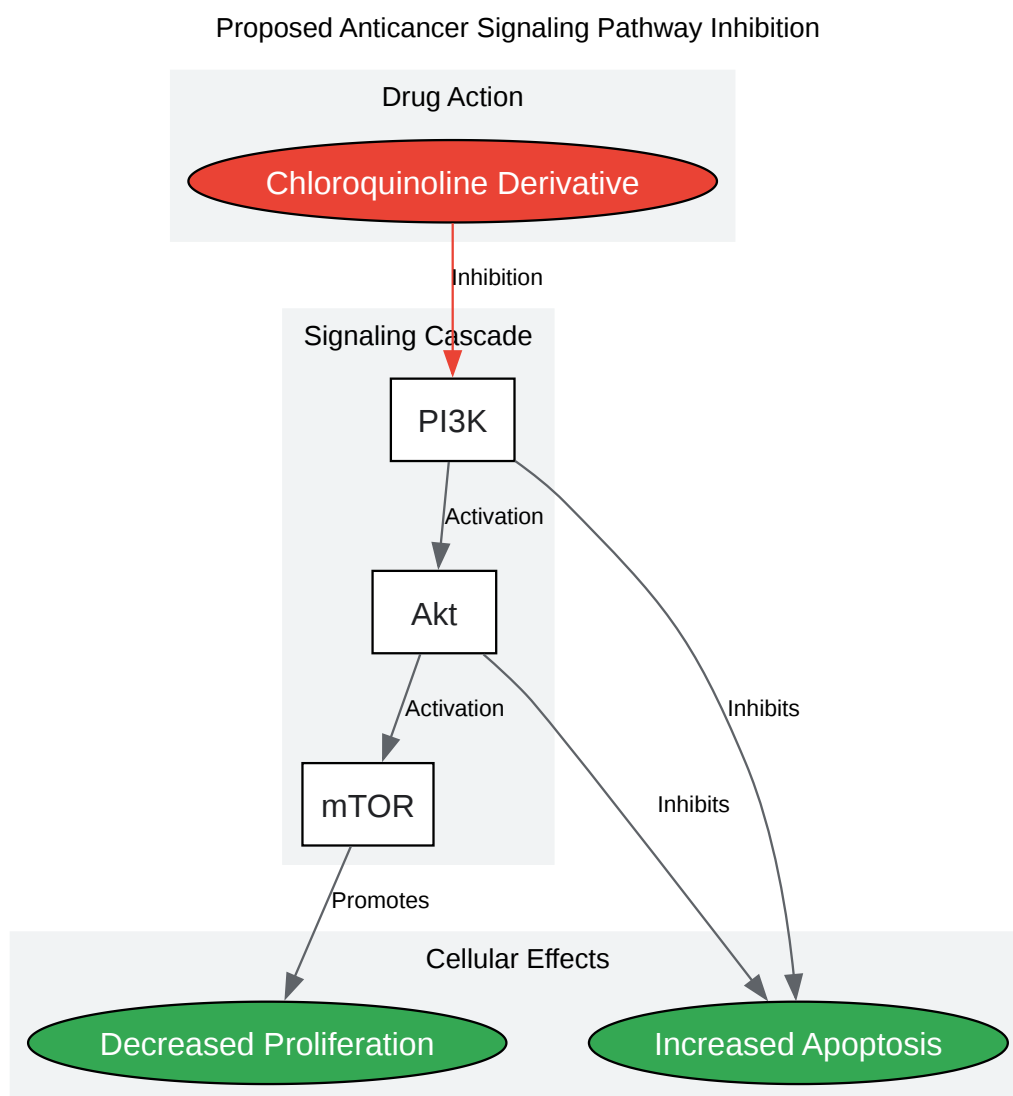 Proposed Anticancer Signaling Pathway Inhibition
Drug Action
Chloroquinoline Derivative
Inhibition
Signaling Cascade
PI3K
Activation
Akt
Activation
Inhibits
mTOR
Inhibits
Promotes
Cellular Effects
Decreased Proliferation
Increased Apoptosis